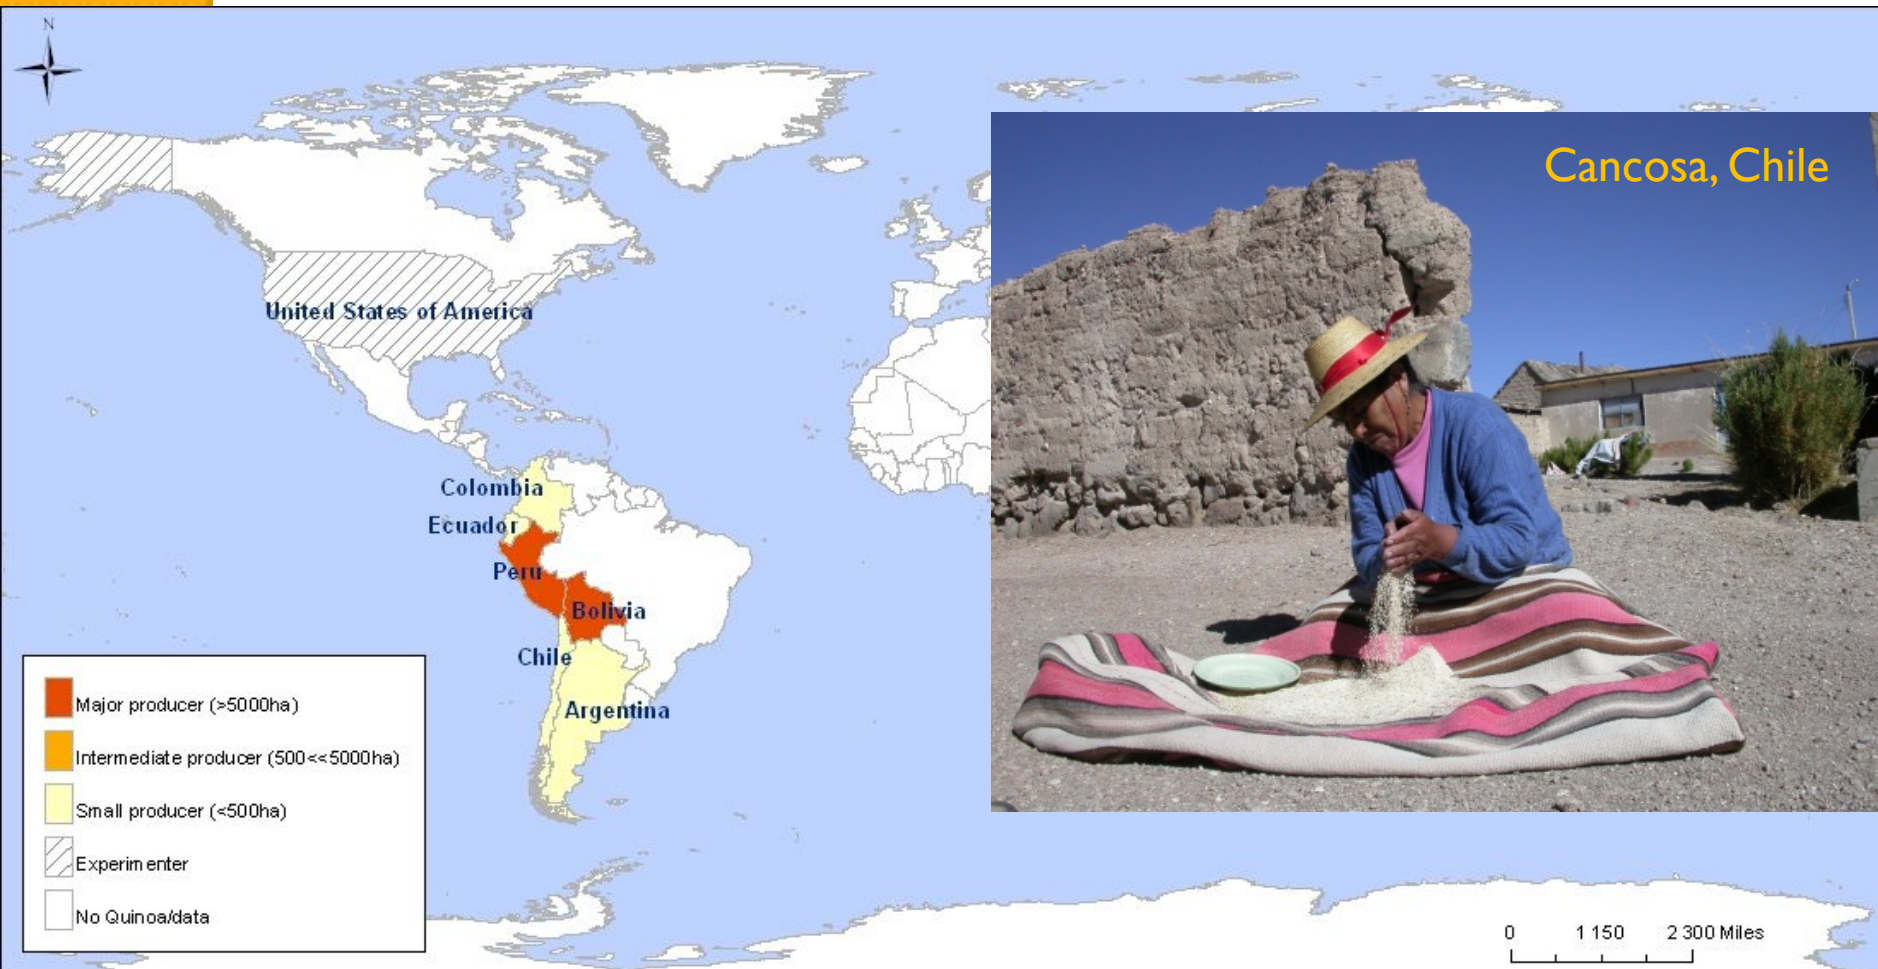 N
Cancosa, Chile
United States of America
Colombia
Ecuador
Peru
Bolivia
Chile
Argentina
Major producer (>5000ha)
Intermediate producer (500<<5000ha)
Small producer (<500ha)
Experimenter
No Quinoa/data
0 1 150 2 300 Miles